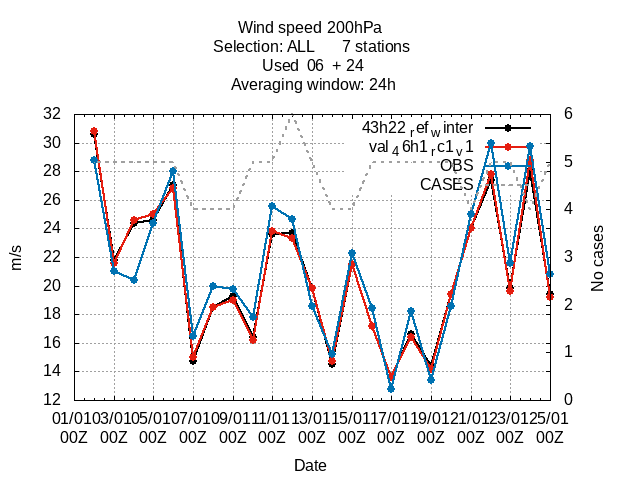 Wind speed 200hPa
Selection: ALL 7 stations
Used 06 + 24
Averaging window: 24h
43h22_ref_winter
val_46h1_rc1_v1
OBS
CASES
32
30
28
26
24
22
20
18
16
14
12
m/s
6
5
4
3
2
1
0
No cases
01/01 03/01 05/01 07/01 09/01 11/01 13/01 15/01 17/01 19/01 21/01 23/01 25/01
00Z 00Z 00Z 00Z 00Z 00Z 00Z 00Z 00Z 00Z 00Z 00Z 00Z
Date